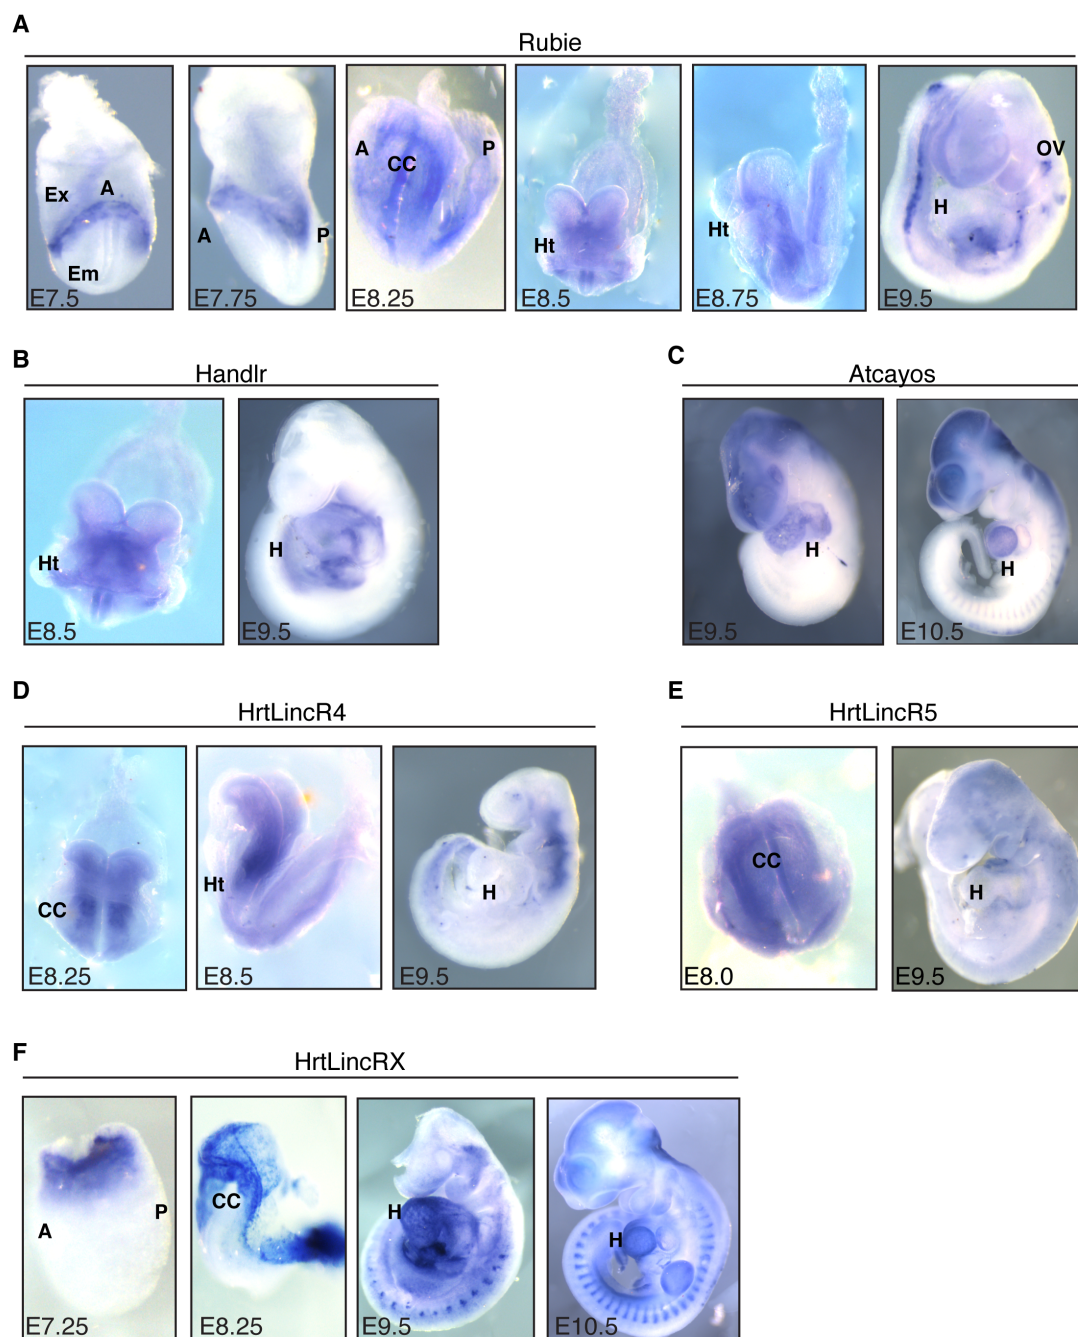 A
Rubie
Ex
A
Em
E7.5
A
P
E7.75
A
CC
P
E8.25
Ht
E8.5
Ht
E8.75
OV
H
E9.5
B
Handlr
Ht
E8.5
H
E9.5
C
Atcayos
H
E9.5
H
E10.5
D
HrtLincR4
CC
E8.25
Ht
E8.5
H
E9.5
E
HrtLincR5
CC
E8.0
H
E9.5
F
HrtLincRX
A
P
E7.25
CC
E8.25
H
E9.5
H
E10.5